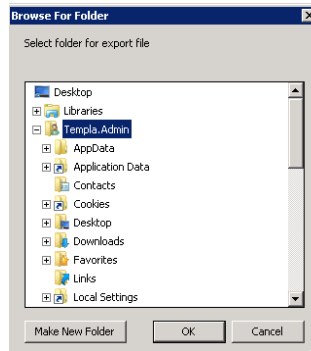 Browse For Folder
Select folder for export file
Desktop
Libraries
Templa.Admin
AppData
Application Data
Contacts
Cookies
Desktop
Downloads
Favorites
Links
Local Settings
Make New Folder
OK
Cancel